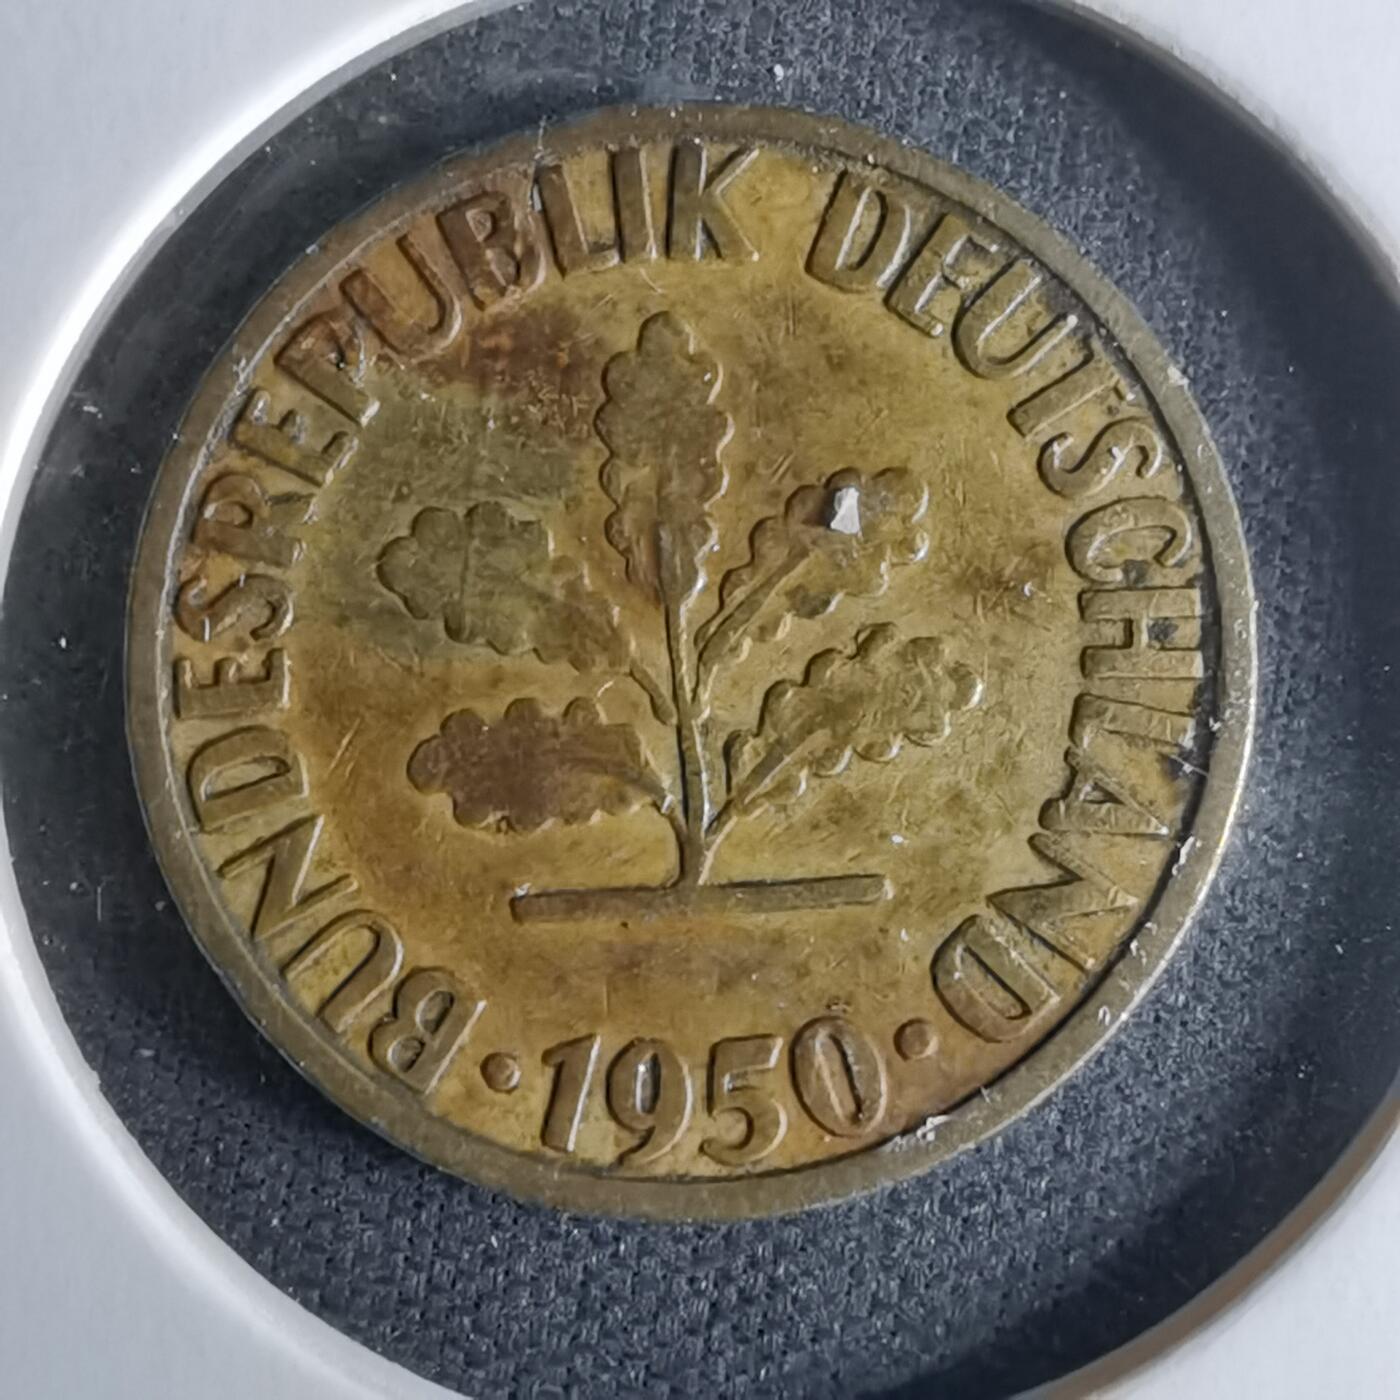 BUNDESREPUBLIK DEUTSCHLAND
· 1950 ·